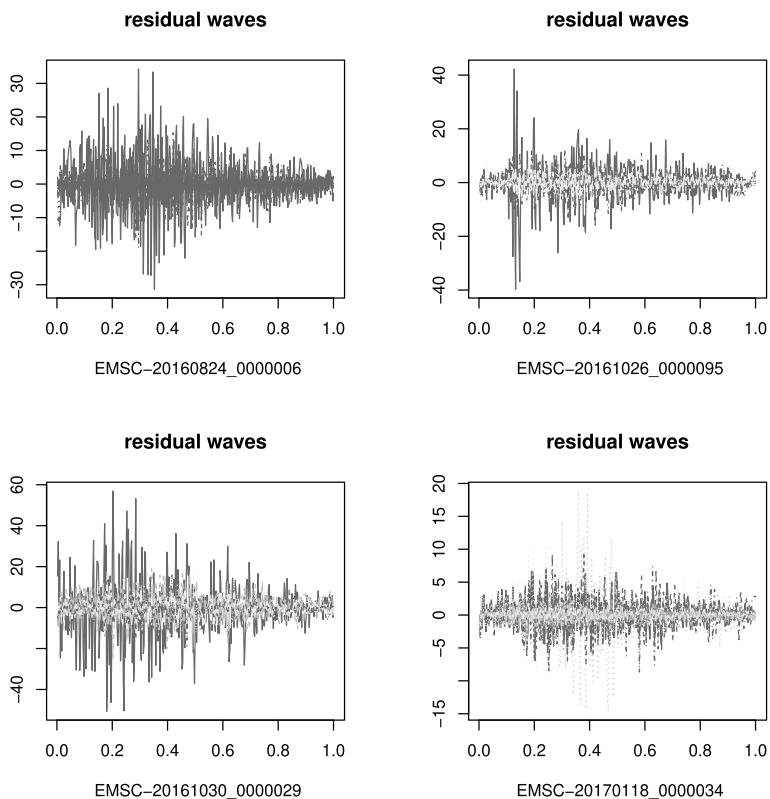 residual waves
30
20
10
0
−10
−30
0.0 0.2 0.4 0.6 0.8 1.0
EMSC−20160824_0000006
residual waves
40
20
0
−20
−40
0.0 0.2 0.4 0.6 0.8 1.0
EMSC−20161026_0000095
residual waves
60
40
20
0
−40
0.0 0.2 0.4 0.6 0.8 1.0
EMSC−20161030_0000029
residual waves
20
15
10
5
0
−5
−15
0.0 0.2 0.4 0.6 0.8 1.0
EMSC−20170118_0000034